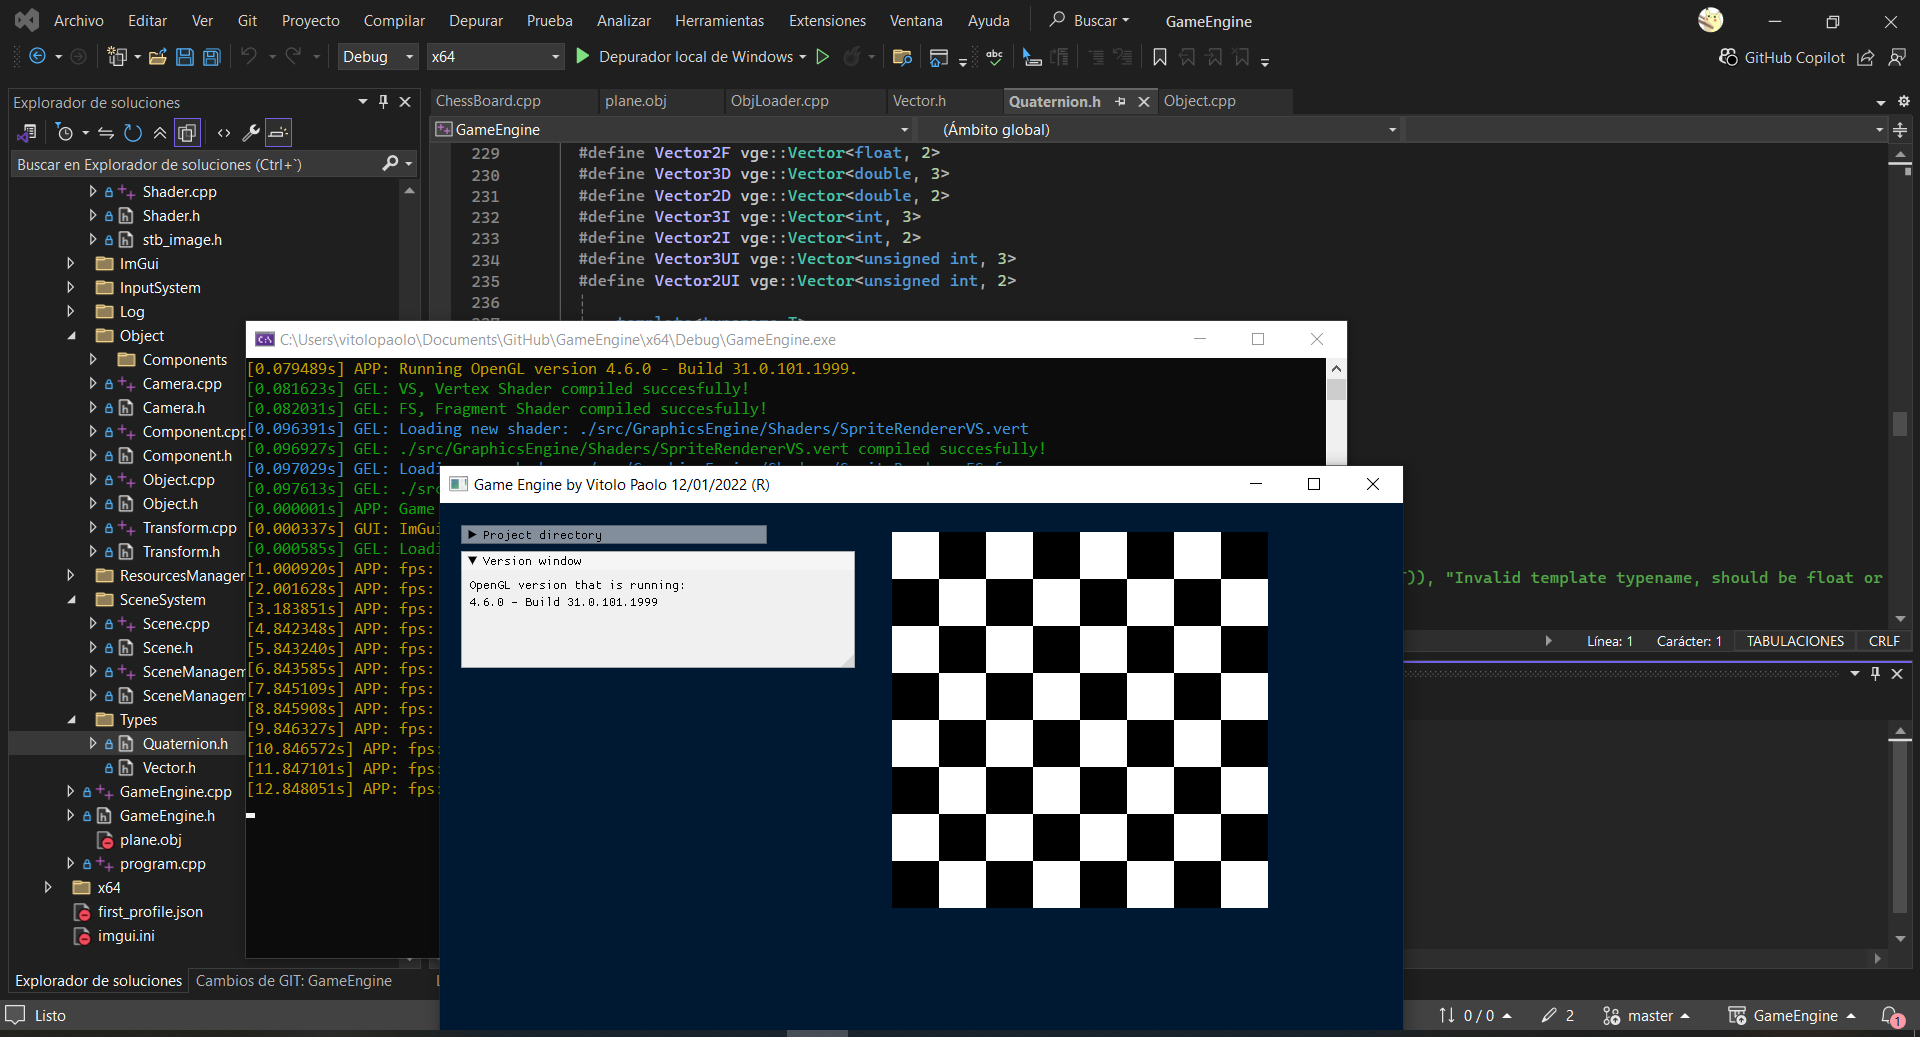 Archivo Editar Ver Git Proyecto Compilar Depurar Prueba Analizar Herramientas Extensiones Ventana Ayuda Buscar GameEngine
Debug x64 Depurador local de Windows abc GitHub Copilot
Explorador de soluciones
Buscar en Explorador de soluciones (Ctrl+`)
Shader.cpp
Shader.h
stb_image.h
ImGui
InputSystem
Log
Object
Components
Camera.cpp
Camera.h
Component.cpp
Component.h
Object.cpp
Object.h
Transform.cpp
Transform.h
ResourcesManager
SceneSystem
Scene.cpp
Scene.h
SceneManagem
SceneManagem
Types
Quaternion.h
Vector.h
GameEngine.cpp
GameEngine.h
plane.obj
program.cpp
x64
first_profile.json
imgui.ini
Explorador de soluciones Cambios de GIT: GameEngine
ChessBoard.cpp plane.obj ObjLoader.cpp Vector.h Quaternion.h Object.cpp
GameEngine (Ámbito global)
229 #define Vector2F vge::Vector<float, 2>
230 #define Vector3D vge::Vector<double, 3>
231 #define Vector2D vge::Vector<double, 2>
232 #define Vector3I vge::Vector<int, 3>
233 #define Vector2I vge::Vector<int, 2>
234 #define Vector3UI vge::Vector<unsigned int, 3>
235 #define Vector2UI vge::Vector<unsigned int, 2>
236
)), "Invalid template typename, should be float or
Línea: 1 Carácter: 1 TABULACIONES CRLF
C:\Users\vitolopaolo\Documents\GitHub\GameEngine\x64\Debug\GameEngine.exe
[0.079489s] APP: Running OpenGL version 4.6.0 - Build 31.0.101.1999.
[0.081623s] GEL: VS, Vertex Shader compiled succesfully!
[0.082031s] GEL: FS, Fragment Shader compiled succesfully!
[0.096391s] GEL: Loading new shader: ./src/GraphicsEngine/Shaders/SpriteRendererVS.vert
[0.096927s] GEL: ./src/GraphicsEngine/Shaders/SpriteRendererVS.vert compiled succesfully!
[0.097029s] GEL: Loadi
[0.097613s] GEL: ./src
[0.000001s] APP: Game
[0.000337s] GUI: ImGui
[0.000585s] GEL: Loadi
[1.000920s] APP: fps:
[2.001628s] APP: fps:
[3.183851s] APP: fps:
[4.842348s] APP: fps:
[5.843240s] APP: fps:
[6.843585s] APP: fps:
[7.845109s] APP: fps:
[8.845908s] APP: fps:
[9.846327s] APP: fps:
[10.846572s] APP: fps:
[11.847101s] APP: fps:
[12.848051s] APP: fps:
Game Engine by Vitolo Paolo 12/01/2022 (R)
Project directory
Version window
OpenGL version that is running:
4.6.0 - Build 31.0.101.1999
Listo 0 / 0 2 master GameEngine 1